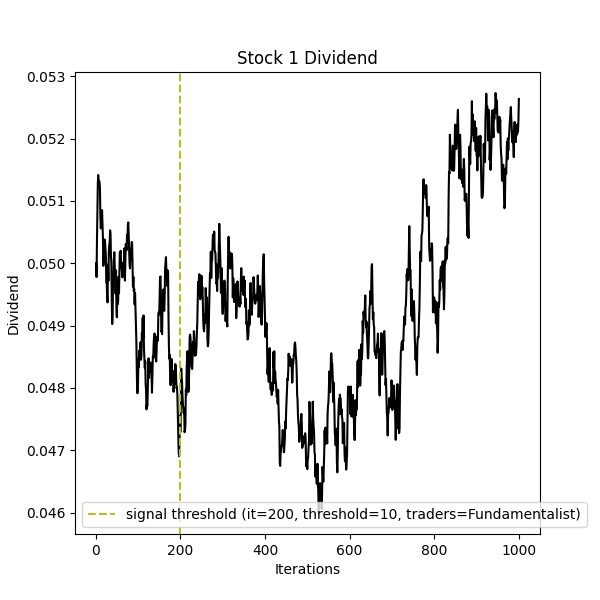 Stock 1 Dividend
0.053
0.052
0.051
0.050
0.049
0.048
0.047
0.046
Dividend
signal threshold (it=200, threshold=10, traders=Fundamentalist)
0 200 400 600 800 1000
Iterations